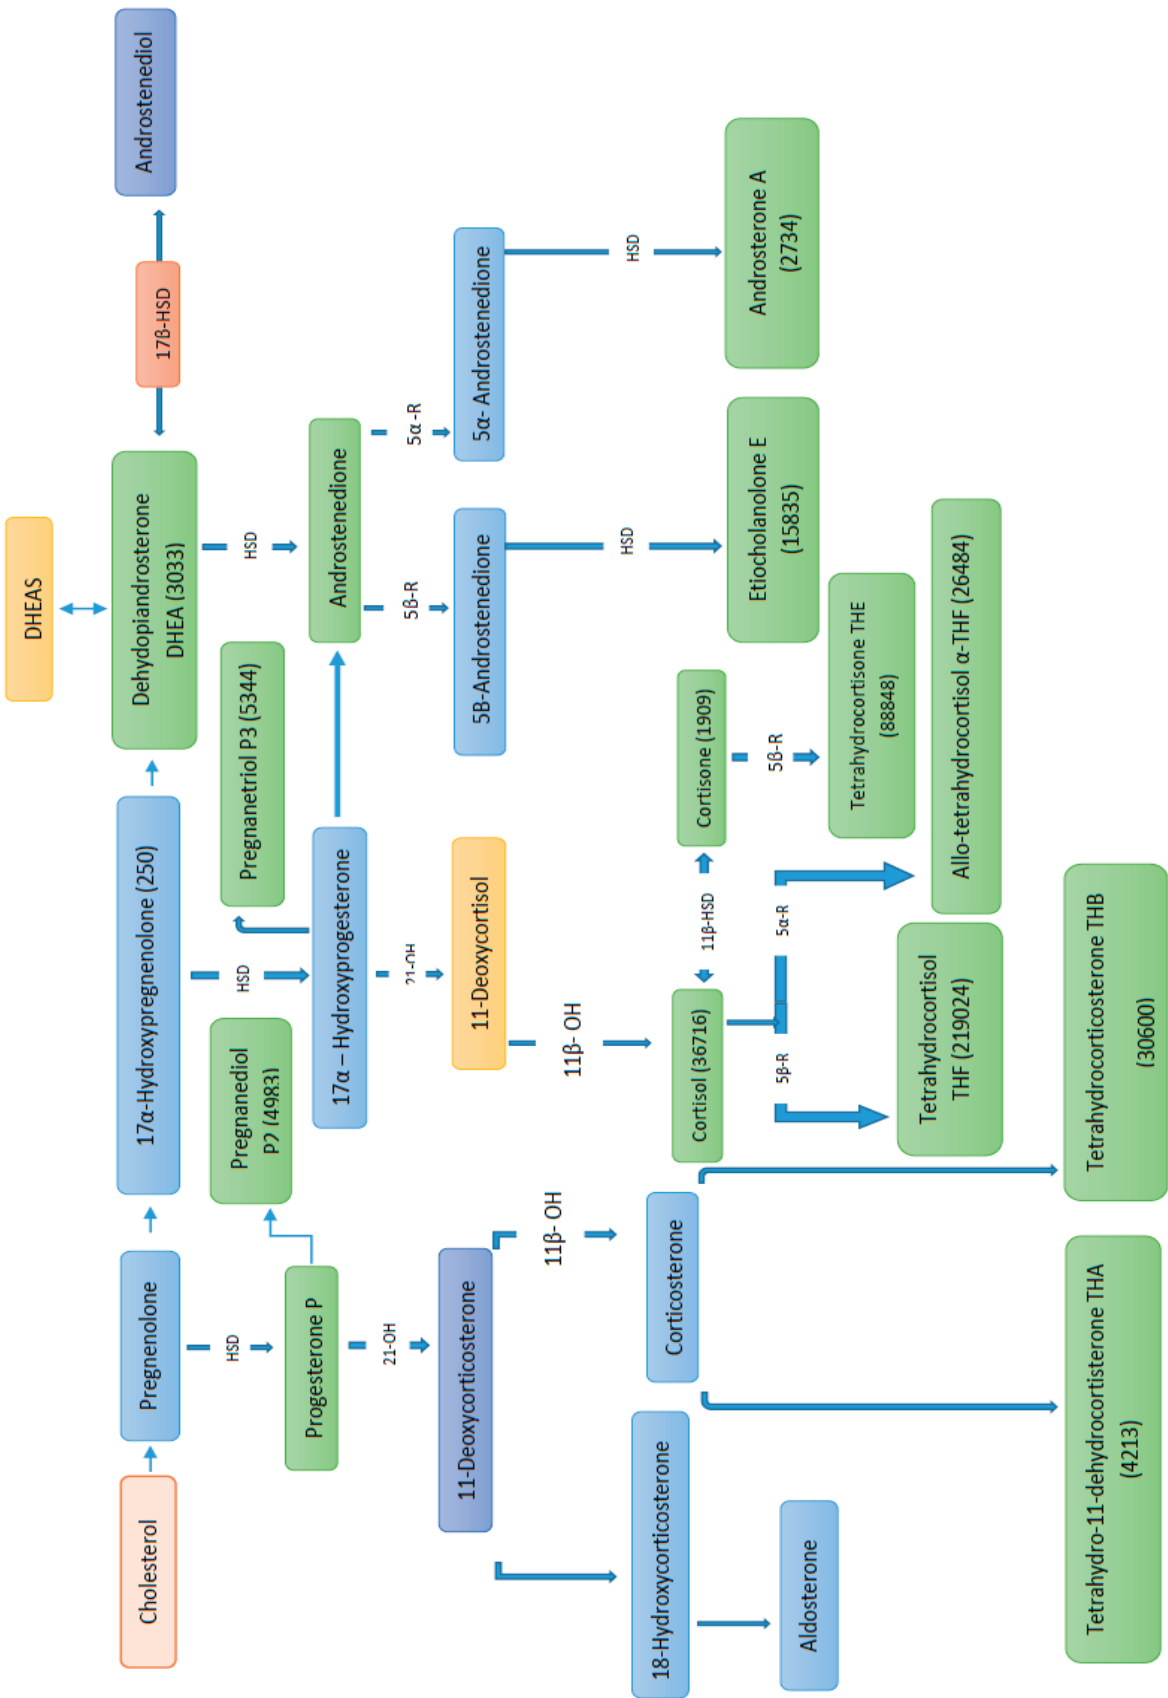 DHEAS
Cholesterol
Pregnenolone
17α-Hydroxypregnenolone (250)
Dehydopiandrosterone
DHEA (3033)
17β-HSD
Androstenediol
HSD
HSD
HSD
Pregnanediol
P2 (4983)
Pregnanetriol P3 (5344)
Progesterone P
17α – Hydroxyprogesterone
Androstenedione
21-OH
21-OH
5β-R
5α -R
11-Deoxycorticosterone
11-Deoxycortisol
5B-Androstenedione
5α- Androstenedione
11β- OH
11β- OH
HSD
HSD
18-Hydroxycorticosterone
Corticosterone
Cortisol (36716)
11β-HSD
Cortisone (1909)
Etiocholanolone E
(15835)
Androsterone A
(2734)
5β-R
5α-R
5β-R
Aldosterone
Tetrahydrocortisone THE
(88848)
Tetrahydrocortisol
THF (219024)
Allo-tetrahydrocortisol α-THF (26484)
Tetrahydro-11-dehydrocortisterone THA
(4213)
Tetrahydrocorticosterone THB
(30600)